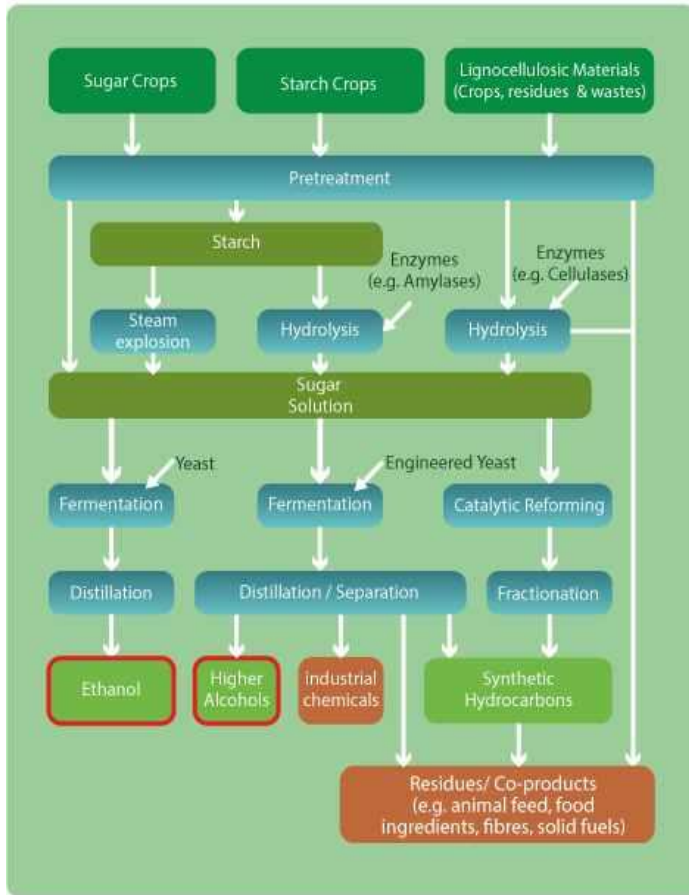 Sugar Crops
Starch Crops
Lignocellulosic Materials
(Crops, residues & wastes)
Pretreatment
Starch
Enzymes
(e.g. Amylases)
Enzymes
(e.g. Cellulases)
Steam
explosion
Hydrolysis
Hydrolysis
Sugar
Solution
Yeast
Engineered Yeast
Fermentation
Fermentation
Catalytic Reforming
Distillation
Distillation / Separation
Fractionation
Ethanol
Higher
Alcohols
industrial
chemicals
Synthetic
Hydrocarbons
Residues/ Co-products
(e.g. animal feed, food
ingredients, fibres, solid fuels)